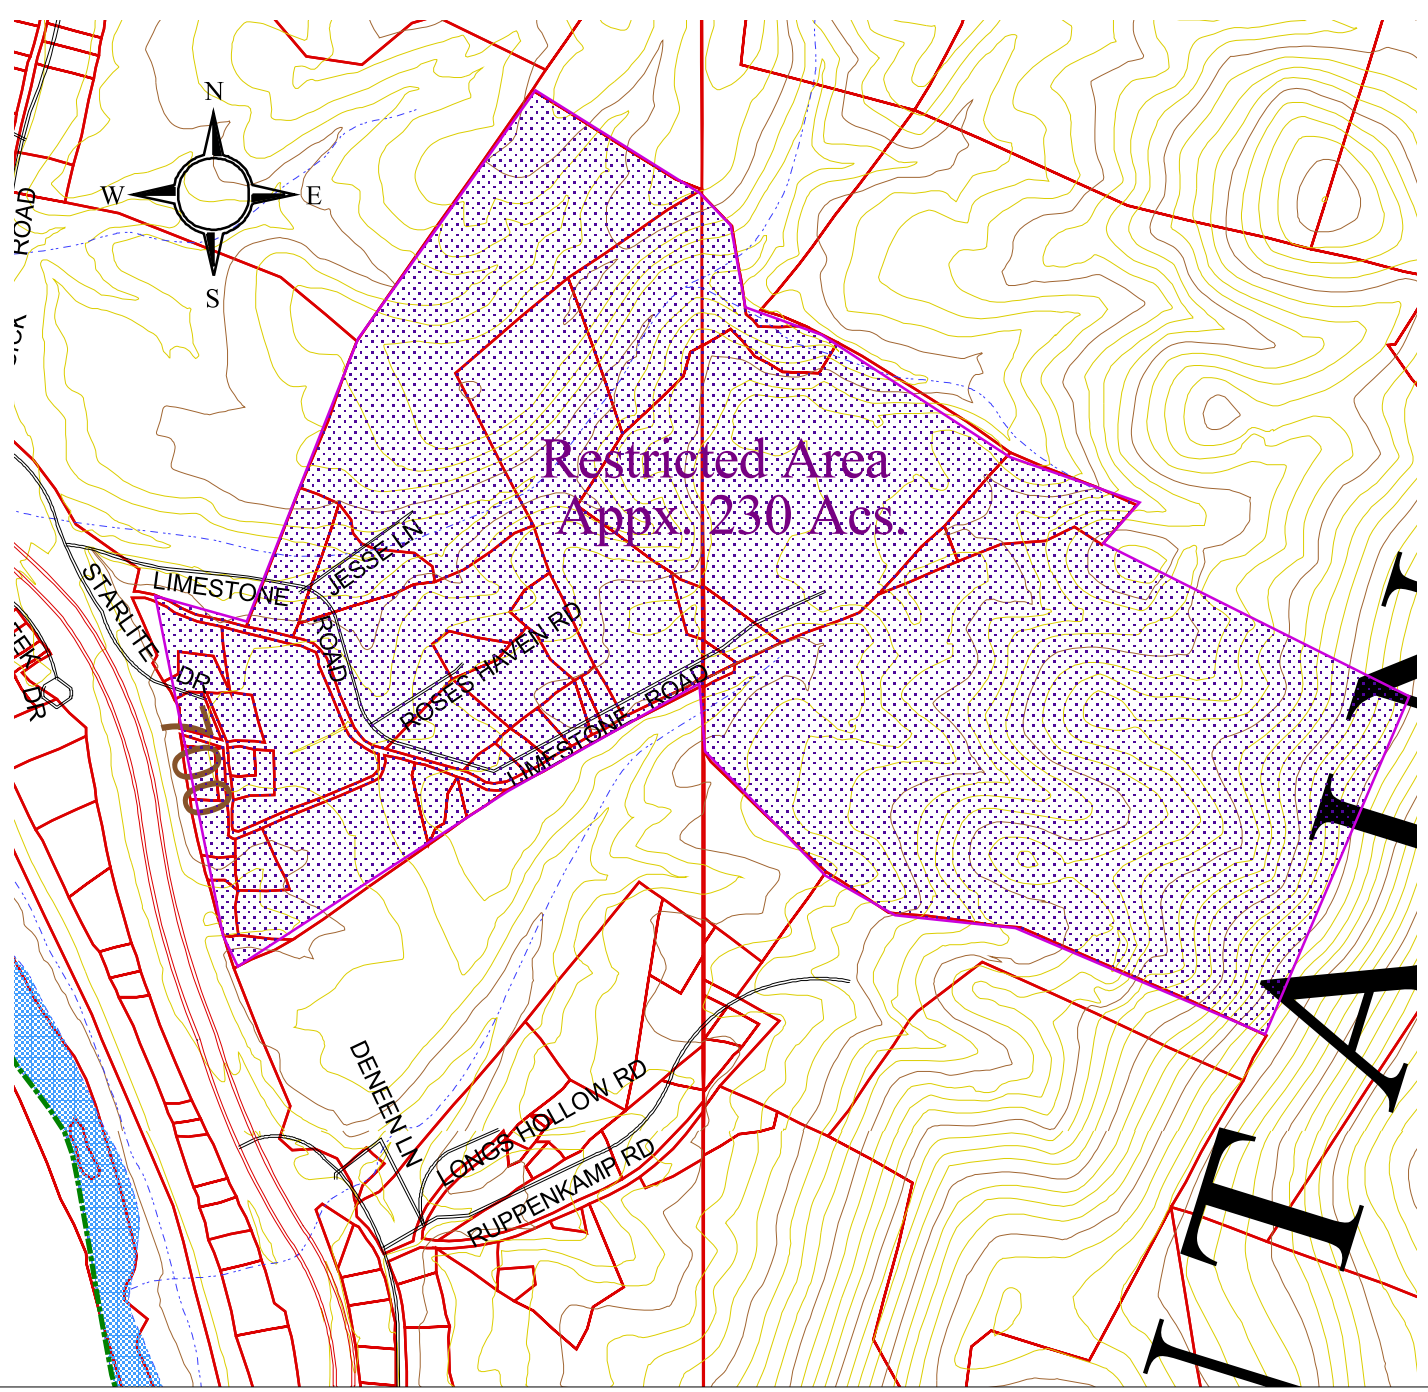 N
W
E
S
ROAD
Restricted Area
Appx. 230 Acs.
JESSE LN
LIMESTONE
ROAD
STARLITE
DR
ROSES HAVEN RD
LIMESTONE ROAD
DR
700
DENEEN LN
LONGS HOLLOW RD
RUPPENKAMP RD